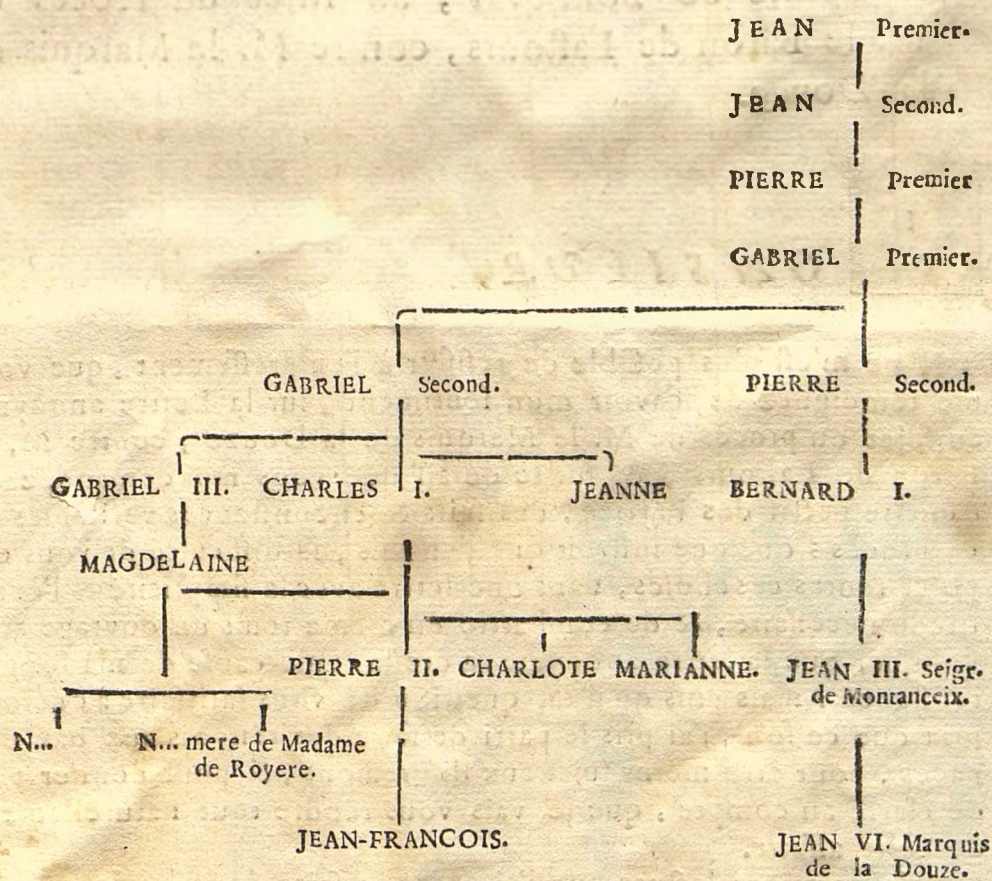 JEAN Premier.
JEAN Second.
PIERRE Premier
GABRIEL Premier.
GABRIEL Second. PIERRE Second.
GABRIEL III. CHARLES I. JEANNE BERNARD I.
MAGDELAINE
PIERRE II. CHARLOTE MARIANNE. JEAN III. Seigr.
de Montanceix.
N... N... mere de Madame
de Royere.
JEAN-FRANCOIS. JEAN VI. Marquis
de la Douze.